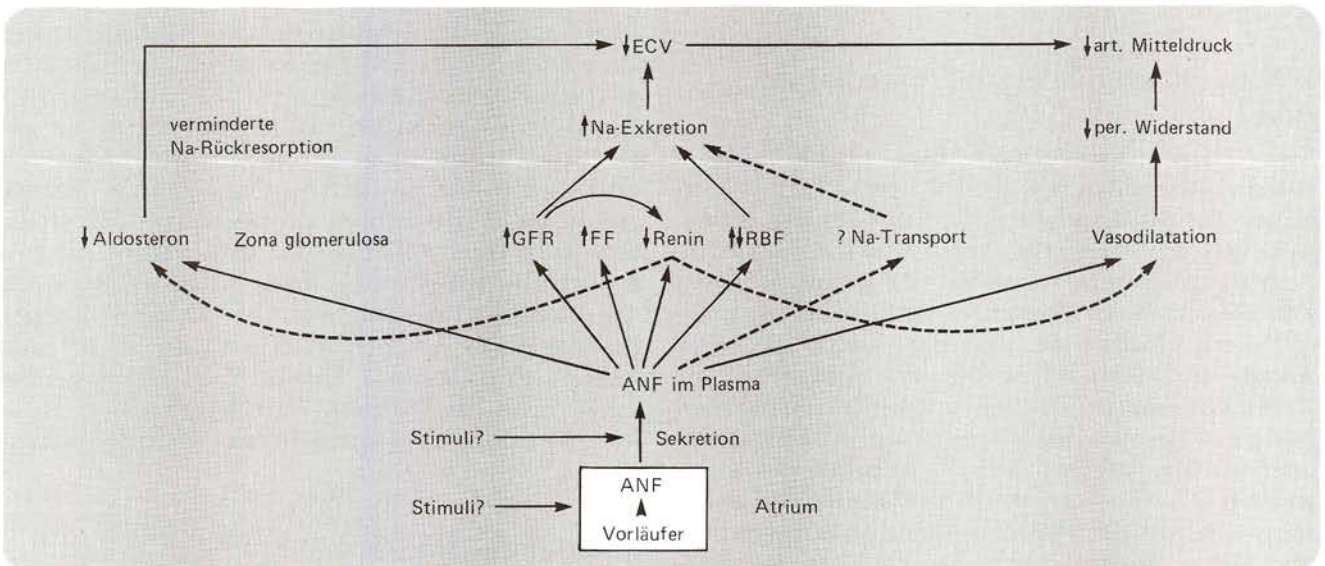 ↓ECV
↓art. Mitteldruck
verminderte
Na-Rückresorption
↑Na-Exkretion
↓per. Widerstand
↓Aldosteron
Zona glomerulosa
↑GFR
↑FF
↓Renin
↑↓RBF
? Na-Transport
Vasodilatation
ANF im Plasma
Stimuli?
Sekretion
Stimuli?
ANF
Vorläufer
Atrium